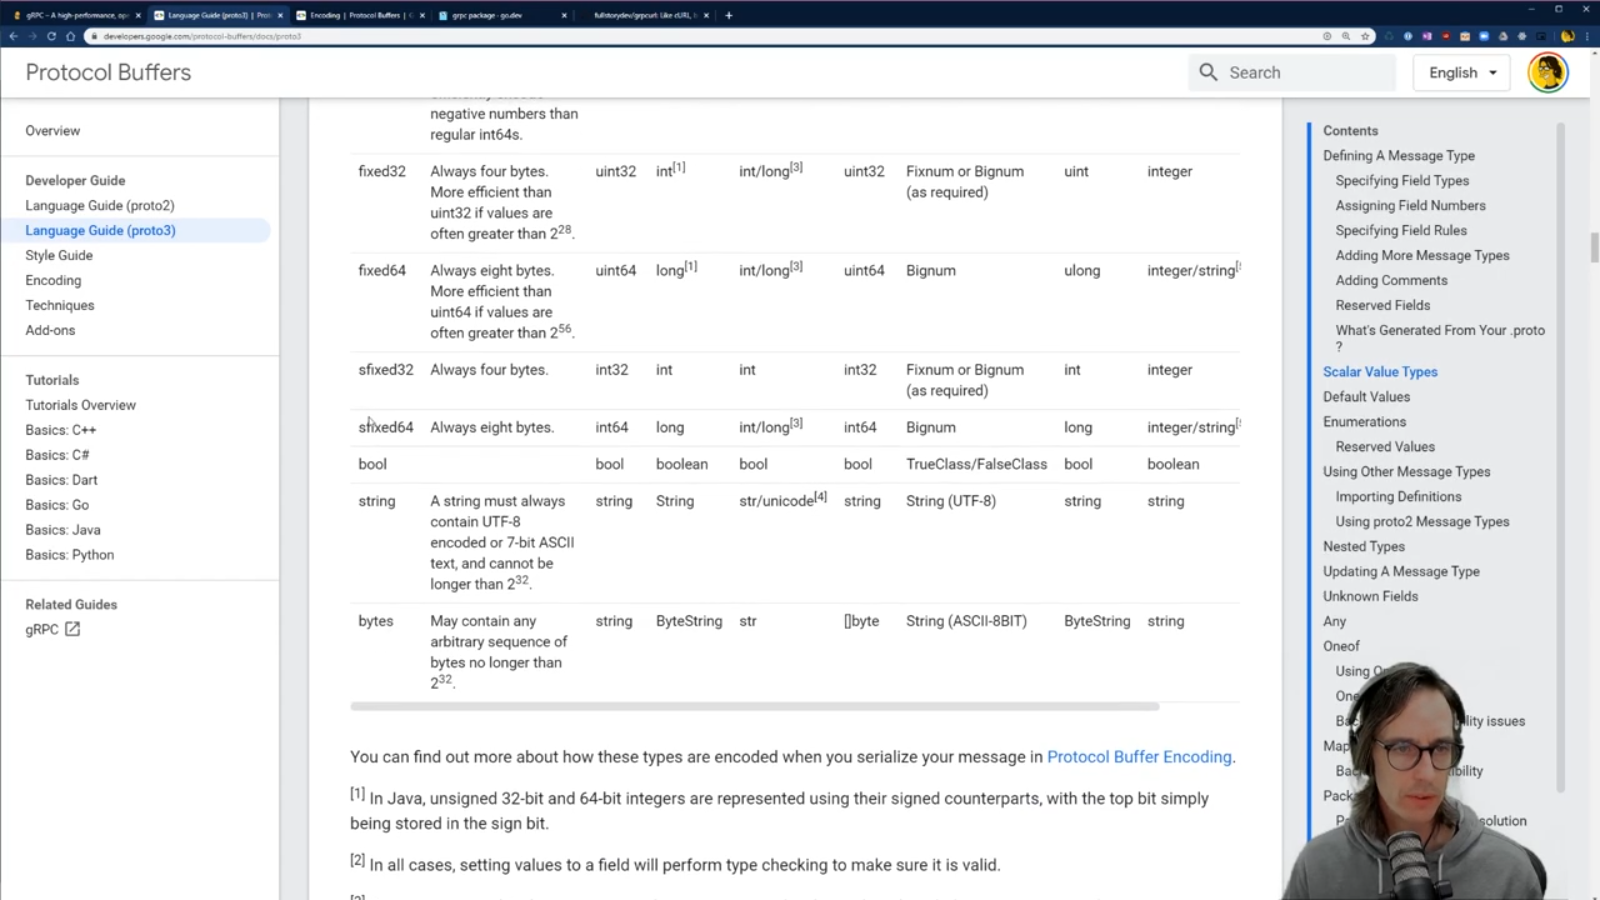 gRPC – A high-performance, op
Language Guide (proto3) | Prot
Encoding | Protocol Buffers | G
grpc package - go.dev
fullstorydev/grpcurl: Like cURL, b
developers.google.com/protocol-buffers/docs/proto3
Protocol Buffers
Search
English
Overview
Developer Guide
Language Guide (proto2)
Language Guide (proto3)
Style Guide
Encoding
Techniques
Add-ons
Tutorials
Tutorials Overview
Basics: C++
Basics: C#
Basics: Dart
Basics: Go
Basics: Java
Basics: Python
Related Guides
gRPC
negative numbers than
regular int64s.
fixed32 Always four bytes. uint32 int[1] int/long[3] uint32 Fixnum or Bignum uint integer
More efficient than (as required)
uint32 if values are
often greater than 2^28.
fixed64 Always eight bytes. uint64 long[1] int/long[3] uint64 Bignum ulong integer/string[
More efficient than
uint64 if values are
often greater than 2^56.
sfixed32 Always four bytes. int32 int int int32 Fixnum or Bignum int integer
(as required)
sfixed64 Always eight bytes. int64 long int/long[3] int64 Bignum long integer/string[
bool bool boolean bool bool TrueClass/FalseClass bool boolean
string A string must always string String str/unicode[4] string String (UTF-8) string string
contain UTF-8
encoded or 7-bit ASCII
text, and cannot be
longer than 2^32.
bytes May contain any string ByteString str []byte String (ASCII-8BIT) ByteString string
arbitrary sequence of
bytes no longer than
2^32.
You can find out more about how these types are encoded when you serialize your message in Protocol Buffer Encoding.
[1] In Java, unsigned 32-bit and 64-bit integers are represented using their signed counterparts, with the top bit simply
being stored in the sign bit.
[2] In all cases, setting values to a field will perform type checking to make sure it is valid.
Contents
Defining A Message Type
Specifying Field Types
Assigning Field Numbers
Specifying Field Rules
Adding More Message Types
Adding Comments
Reserved Fields
What's Generated From Your .proto
?
Scalar Value Types
Default Values
Enumerations
Reserved Values
Using Other Message Types
Importing Definitions
Using proto2 Message Types
Nested Types
Updating A Message Type
Unknown Fields
Any
Oneof
Using
lity issues